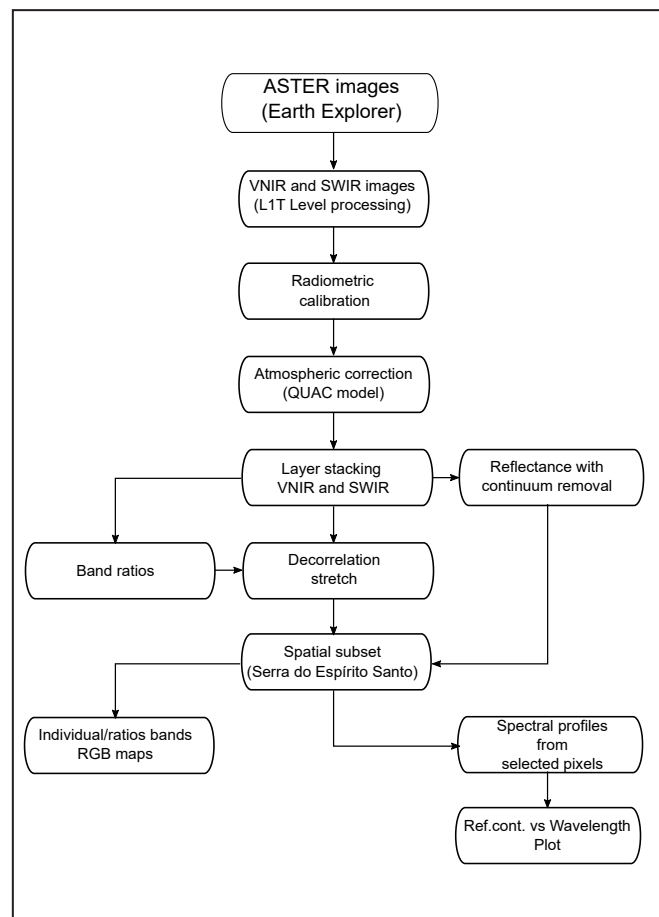 ASTER images
(Earth Explorer)
VNIR and SWIR images
(L1T Level processing)
Radiometric
calibration
Atmospheric correction
(QUAC model)
Layer stacking
VNIR and SWIR
Reflectance with
continuum removal
Band ratios
Decorrelation
stretch
Spatial subset
(Serra do Espírito Santo)
Individual/ratios bands
RGB maps
Spectral profiles
from
selected pixels
Ref.cont. vs Wavelength
Plot